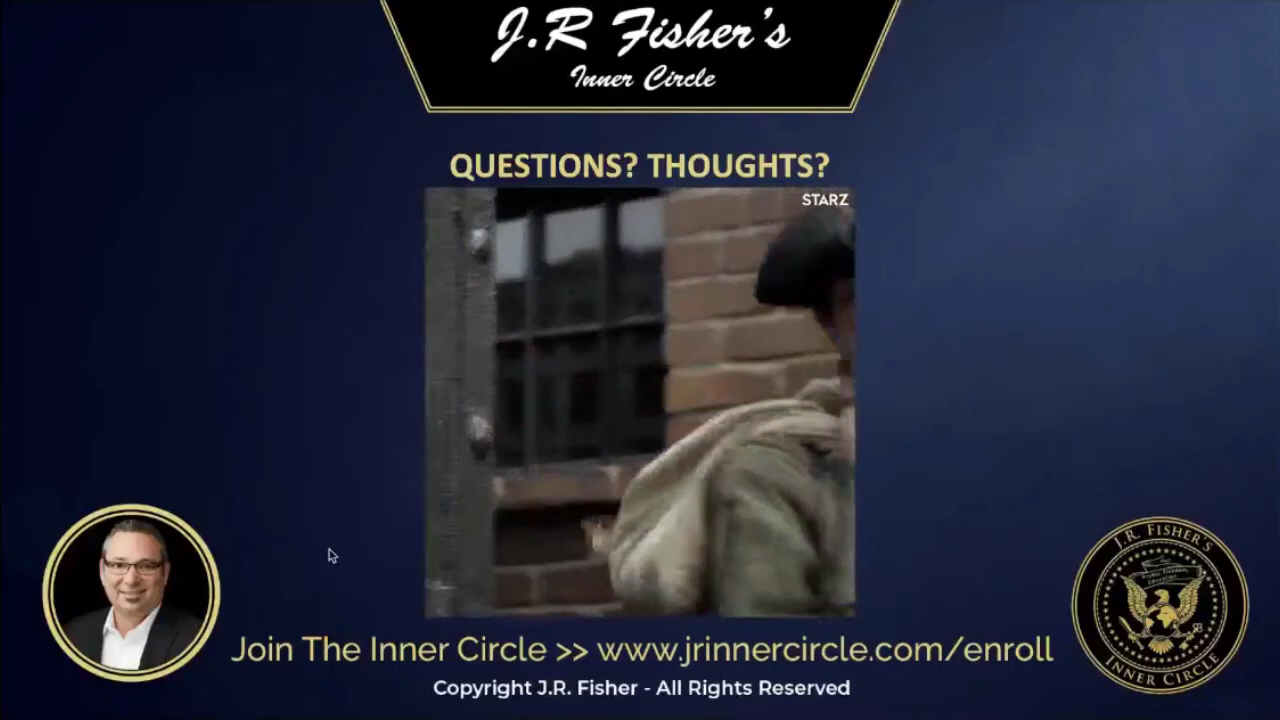 J.R Fisher's
Inner Circle
QUESTIONS? THOUGHTS?
STARZ
J.R. FISHER'S
INNER CIRCLE
Join The Inner Circle >> www.jrinnercircle.com/enroll
Copyright J.R. Fisher - All Rights Reserved